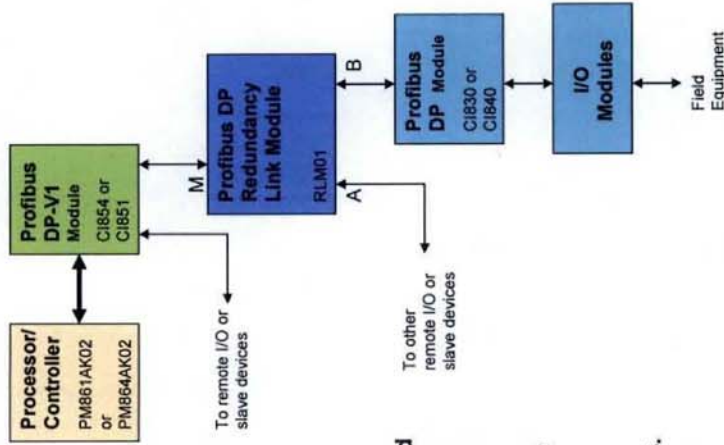 Processor/
Controller
PM861AK02
or
PM864AK02
Profibus
DP-V1
Module
CI854 or
CI851
To remote I/O or
slave devices
M
Profibus DP
Redundancy
Link Module
RLM01
A
B
To other
remote I/O or
slave devices
Profibus
DP Module
CI830 or
CI840
I/O
Modules
Field
Equipment